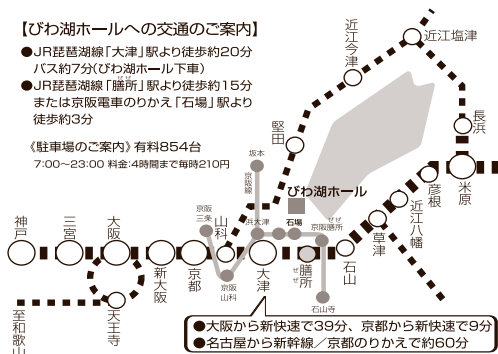 【びわ湖ホールへの交通のご案内】
●JR琵琶湖線「大津」駅より徒歩約20分
バス約7分(びわ湖ホール下車)
●JR琵琶湖線「膳所」駅より徒歩約15分
ぜぜ
または京阪電車のりかえ「石場」駅より
徒歩約3分
《駐車場のご案内》有料854台
7:00〜23:00 料金:4時間まで毎時210円
近江塩津
近江今津
長浜
堅田
坂本
京阪線
びわ湖ホール
米原
彦根
近江八幡
草津
京阪三条
山科
浜大津
石場
ぜぜ
京阪膳所
神戸
三宮
大阪
新大阪
京都
京阪山科
大津
膳所
ぜぜ
石山
石山寺
天王寺
至和歌山
●大阪から新快速で39分、京都から新快速で9分
●名古屋から新幹線／京都のりかえで約60分